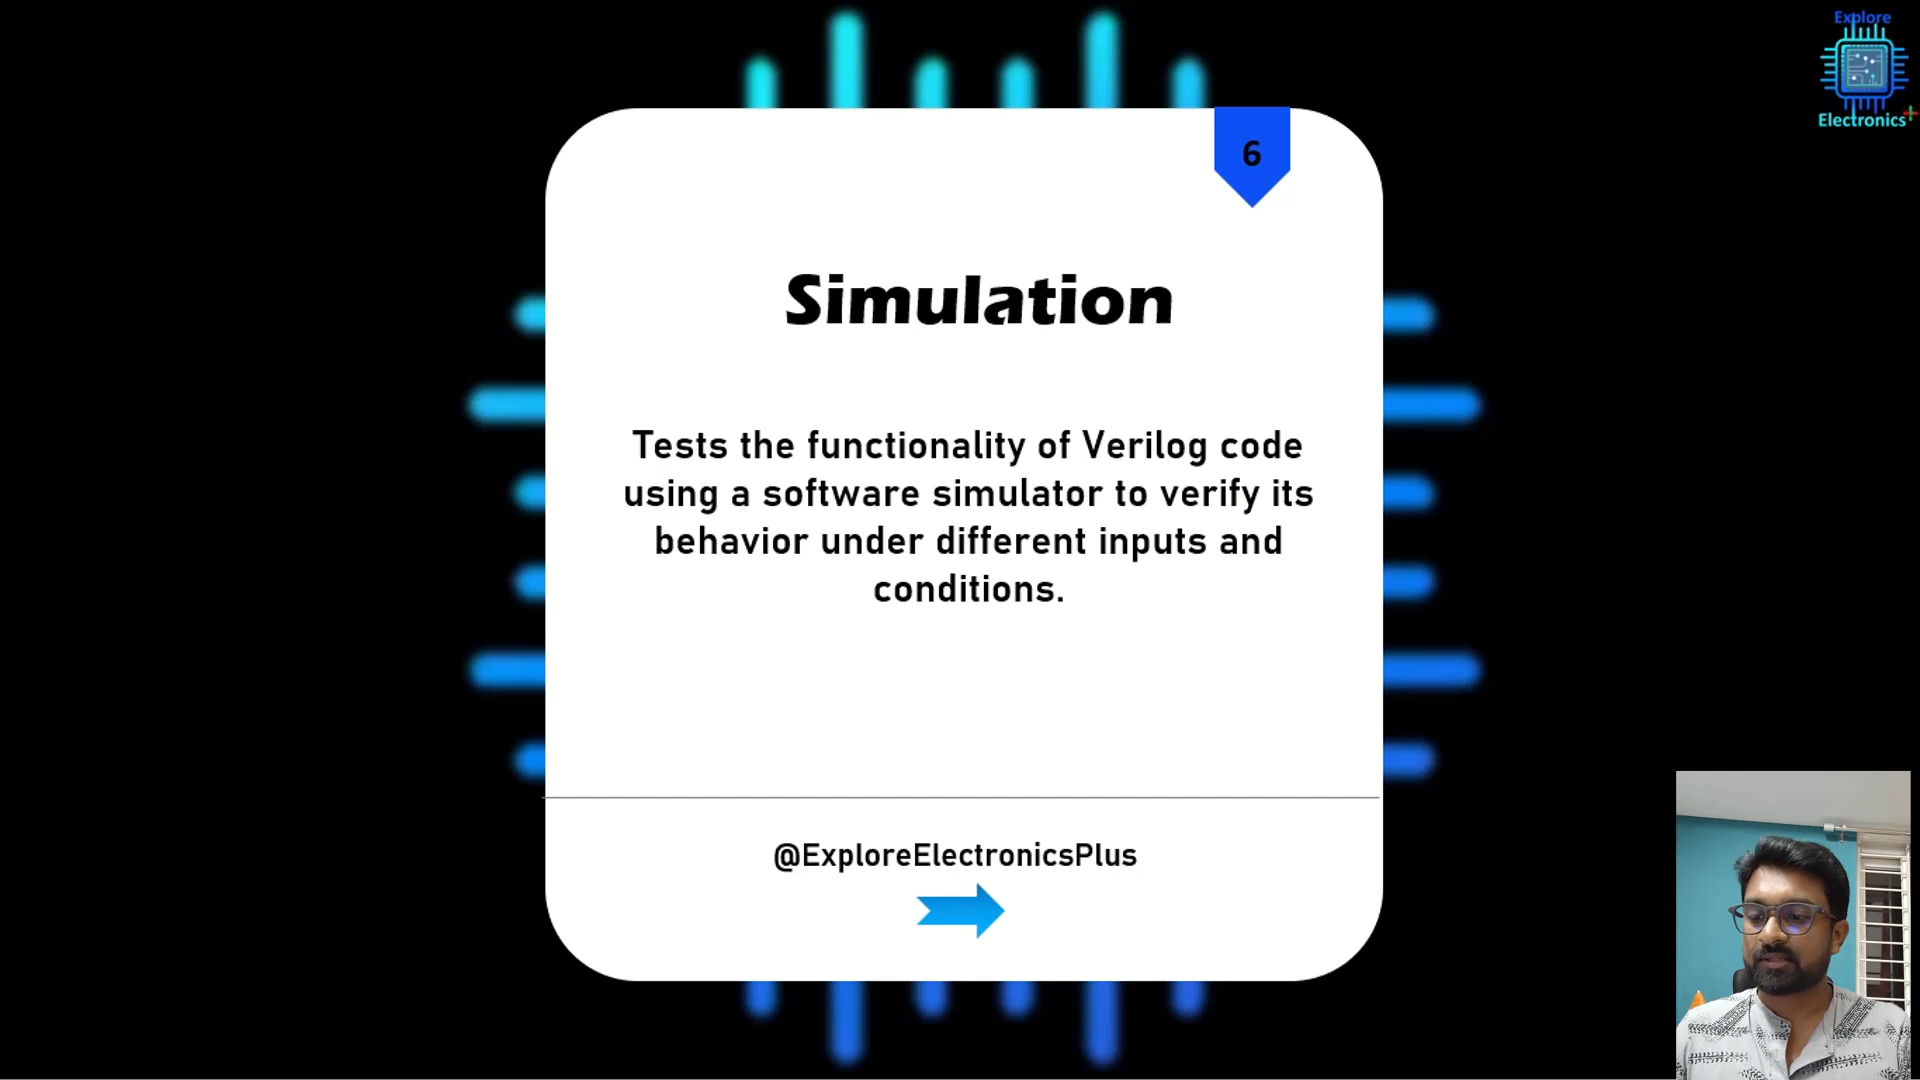 Explore
Electronics+
6
Simulation
Tests the functionality of Verilog code
using a software simulator to verify its
behavior under different inputs and
conditions.
@ExploreElectronicsPlus